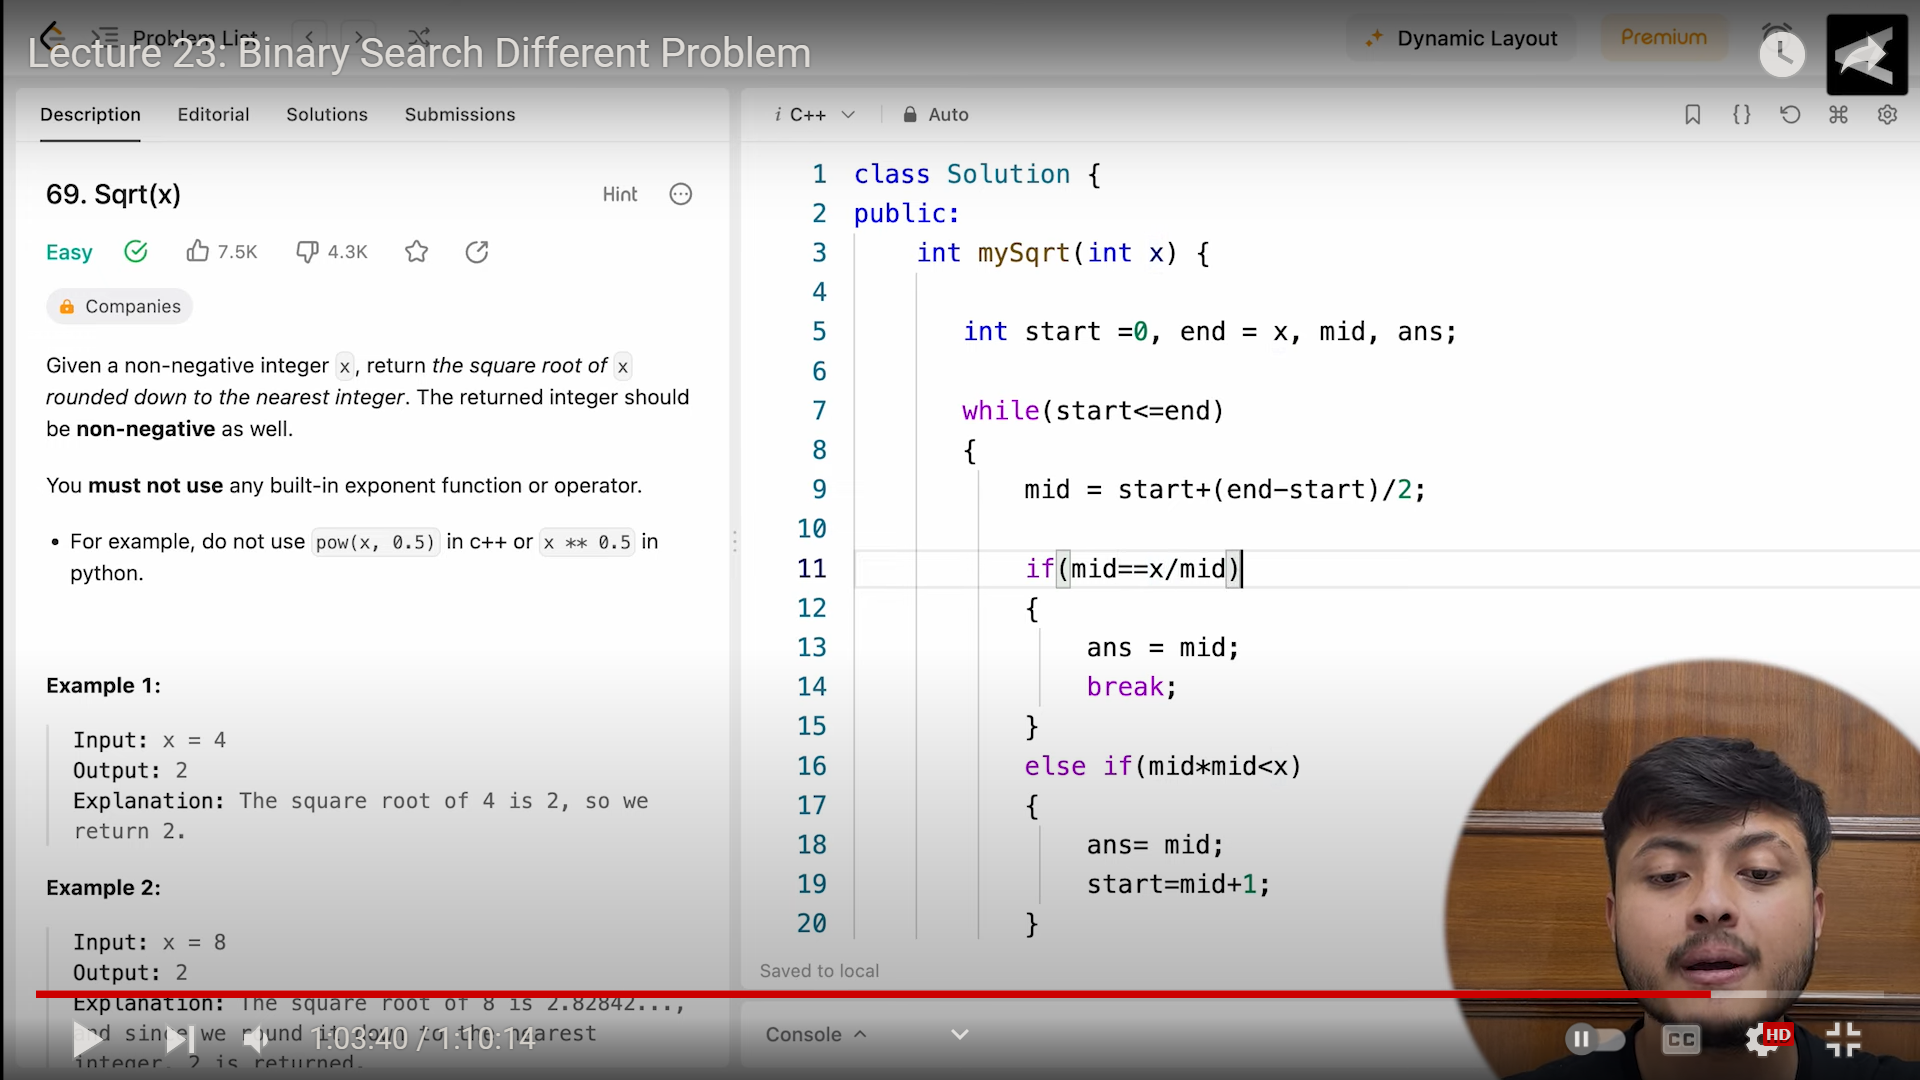 Problem List
Lecture 23: Binary Search Different Problem
Dynamic Layout
Premium
Description
Editorial
Solutions
Submissions
69. Sqrt(x)
Hint
Easy
7.5K
4.3K
Companies
Given a non-negative integer x, return the square root of x
rounded down to the nearest integer. The returned integer should
be non-negative as well.
You must not use any built-in exponent function or operator.
• For example, do not use pow(x, 0.5) in c++ or x ** 0.5 in
python.
Example 1:
Input: x = 4
Output: 2
Explanation: The square root of 4 is 2, so we
return 2.
Example 2:
Input: x = 8
Output: 2
Explanation: The square root of 8 is 2.82842...,
and since we round it down to the nearest
integer, 2 is returned.
1:03:40 / 1:10:14
i C++
Auto
{}
1 class Solution {
2 public:
3 int mySqrt(int x) {
4
5 int start =0, end = x, mid, ans;
6
7 while(start<=end)
8 {
9 mid = start+(end-start)/2;
10
11 if(mid==x/mid)
12 {
13 ans = mid;
14 break;
15 }
16 else if(mid*mid<x)
17 {
18 ans= mid;
19 start=mid+1;
20 }
Saved to local
Console
CC
HD